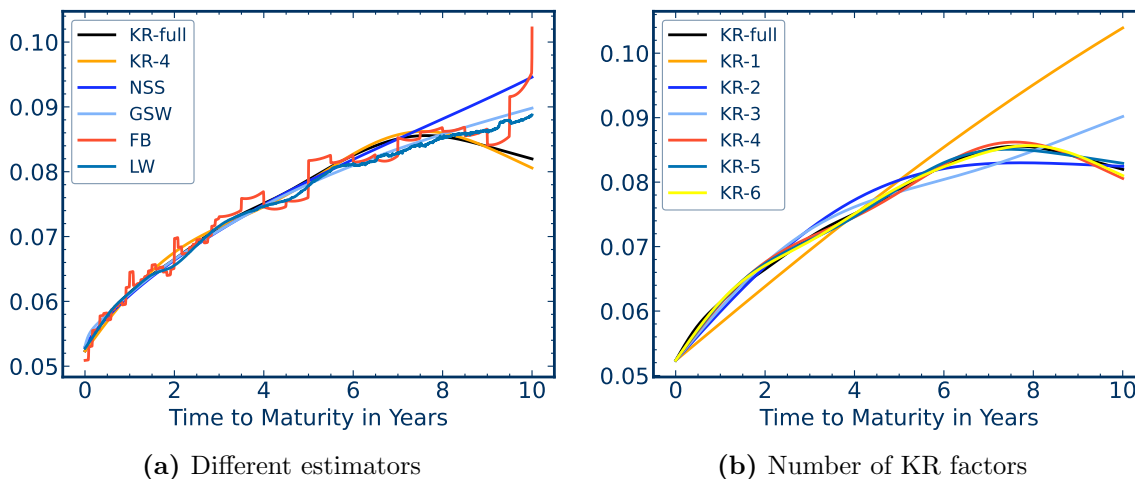 KR-full
KR-4
NSS
GSW
FB
LW
0.10
0.09
0.08
0.07
0.06
0.05
0 2 4 6 8 10
Time to Maturity in Years
(a) Different estimators
KR-full
KR-1
KR-2
KR-3
KR-4
KR-5
KR-6
0.10
0.09
0.08
0.07
0.06
0.05
0 2 4 6 8 10
Time to Maturity in Years
(b) Number of KR factors